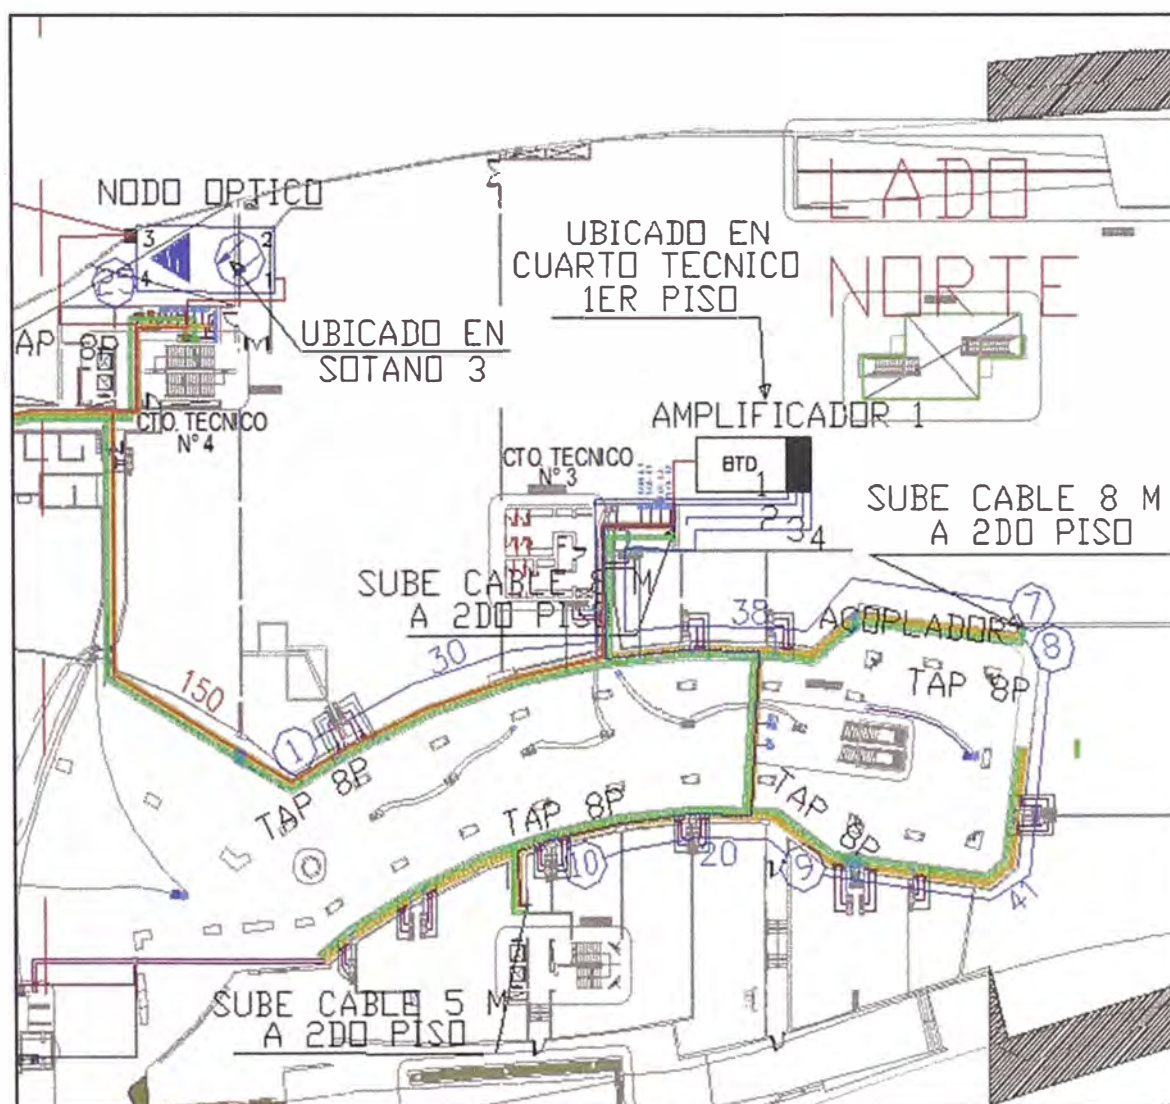 LADO
NODO OPTICO
3
2
4
1
UBICADO EN
CUARTO TECNICO
1ER PISO
NORTE
UBICADO EN
SOTANO 3
AP 8P
CTO. TECNICO
N° 4
AMPLIFICADOR 1
CTO. TECNICO
N° 3
BTD
1
2
3
4
SUBE CABLE 8 M
A 2DO PISO
SUBE CABLE
M
A 2DO PISO
38
7
ACOPLADOR
8
30
TAP 8P
150
1
TAP 8P
TAP 8P
TAP 8P
10
20
9
41
SUBE CABLE 5 M
A 2DO PISO